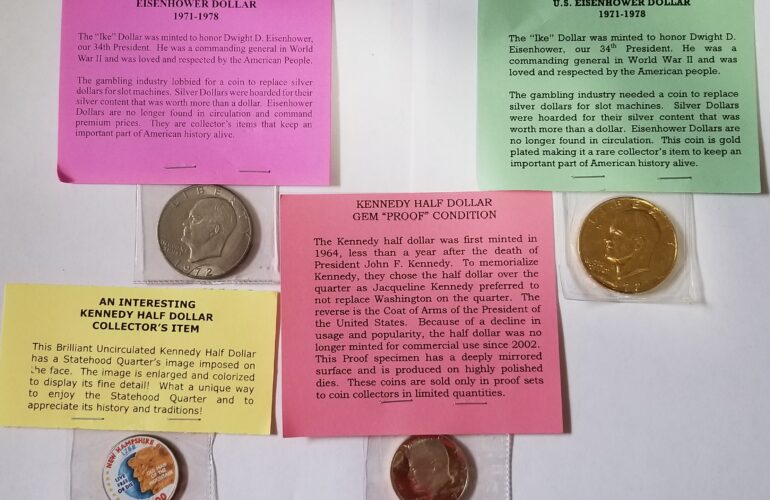 EISENHOWER DOLLAR
1971-1978
The "Ike" Dollar was minted to honor Dwight D. Eisenhower,
our 34th President. He was a commanding general in World
War II and was loved and respected by the American People.
The gambling industry lobbied for a coin to replace silver
dollars for slot machines. Silver Dollars were hoarded for their
silver content that was worth more than a dollar. Eisenhower
Dollars are no longer found in circulation and command
premium prices. They are collector's items that keep an
important part of American history alive.
U.S. EISENHOWER DOLLAR
1971-1978
The "Ike" Dollar was minted to honor Dwight D.
Eisenhower, our 34th President. He was a
commanding general in World War II and was
loved and respected by the American people.
The gambling industry needed a coin to replace
silver dollars for slot machines. Silver Dollars
were hoarded for their silver content that was
worth more than a dollar. Eisenhower Dollars are
no longer found in circulation. This coin is gold
plated making it a rare collector's item to keep an
important part of American history alive.
LIBERTY
LIBERTY
KENNEDY HALF DOLLAR
GEM "PROOF" CONDITION
The Kennedy half dollar was first minted in
1964, less than a year after the death of
President John F. Kennedy. To memorialize
Kennedy, they chose the half dollar over the
quarter as Jacqueline Kennedy preferred to
not replace Washington on the quarter. The
reverse is the Coat of Arms of the President of
the United States. Because of a decline in
usage and popularity, the half dollar was no
longer minted for commercial use since 2002.
This Proof specimen has a deeply mirrored
surface and is produced on highly polished
dies. These coins are sold only in proof sets
to coin collectors in limited quantities.
AN INTERESTING
KENNEDY HALF DOLLAR
COLLECTOR'S ITEM
This Brilliant Uncirculated Kennedy Half Dollar
has a Statehood Quarter's image imposed on
the face. The image is enlarged and colorized
to display its fine detail! What a unique way
to enjoy the Statehood Quarter and to
appreciate its history and traditions!
NEW HAMPSHIRE
1788
LIVE
FREE
OR DIE
OLD MAN
OF THE
MOUNTAIN